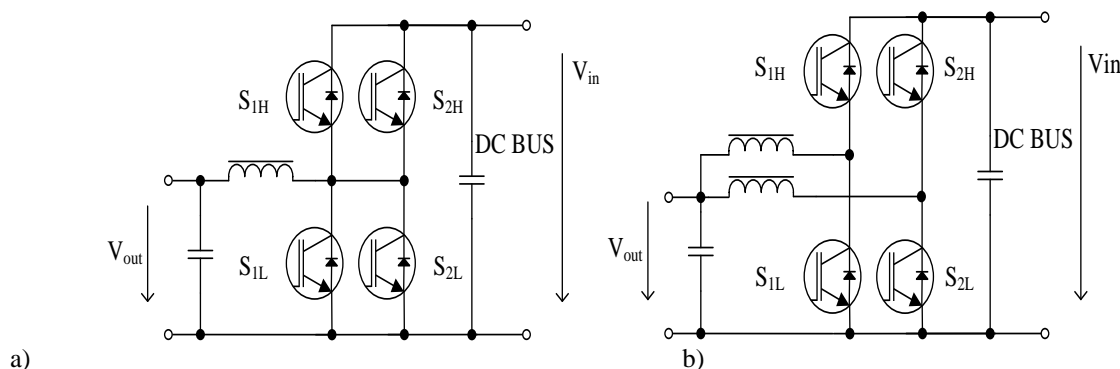 S1H
S2H
Vin
DC BUS
Vout
S1L
S2L
a)
S1H
S2H
Vin
DC BUS
Vout
S1L
S2L
b)